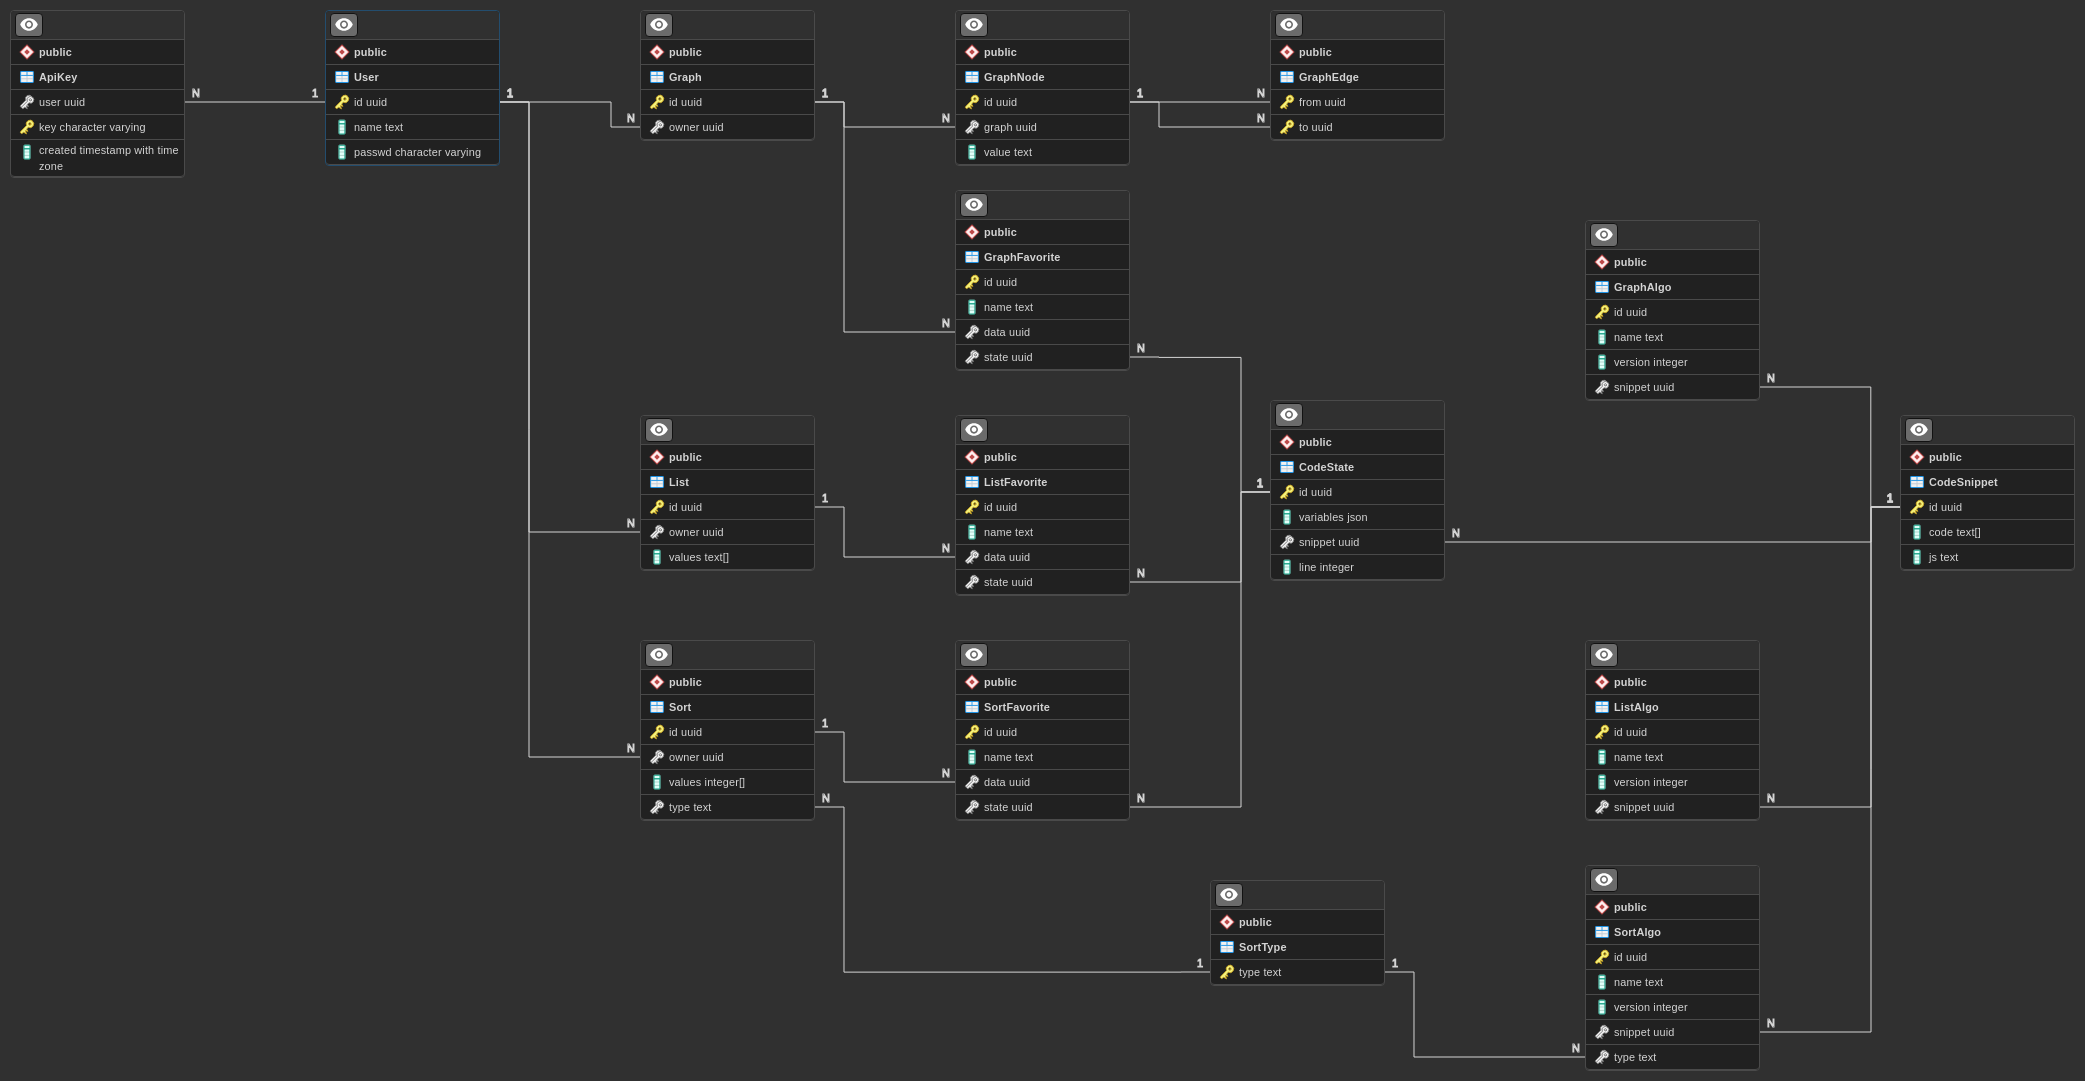 public
ApiKey
user uuid
key character varying
created timestamp with time
zone
N
1
public
User
id uuid
name text
passwd character varying
1
N
N
N
public
Graph
id uuid
owner uuid
1
N
N
public
GraphNode
id uuid
graph uuid
value text
1
N
N
public
GraphEdge
from uuid
to uuid
public
GraphFavorite
id uuid
name text
data uuid
state uuid
N
public
List
id uuid
owner uuid
values text[]
1
N
public
ListFavorite
id uuid
name text
data uuid
state uuid
N
1
public
CodeState
id uuid
variables json
snippet uuid
line integer
N
public
GraphAlgo
id uuid
name text
version integer
snippet uuid
N
1
public
CodeSnippet
id uuid
code text[]
js text
public
Sort
id uuid
owner uuid
values integer[]
type text
1
N
N
public
SortFavorite
id uuid
name text
data uuid
state uuid
N
public
ListAlgo
id uuid
name text
version integer
snippet uuid
N
1
public
SortType
type text
1
N
public
SortAlgo
id uuid
name text
version integer
snippet uuid
type text
N